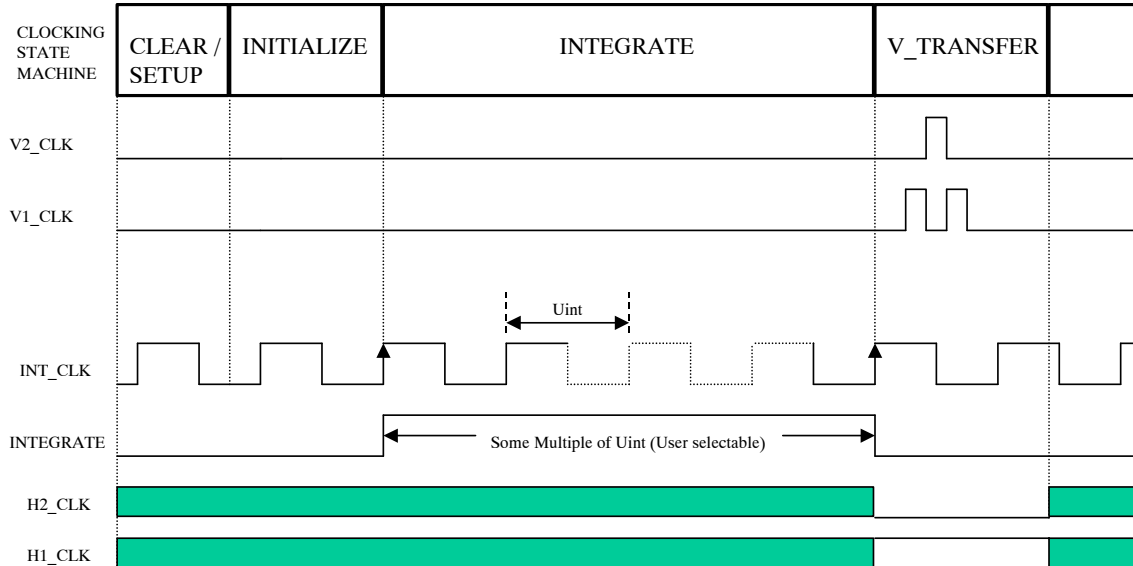 CLOCKING
STATE
MACHINE
CLEAR /
SETUP
INITIALIZE
INTEGRATE
V_TRANSFER
V2_CLK
V1_CLK
Uint
INT_CLK
INTEGRATE
Some Multiple of Uint (User selectable)
H2_CLK
H1_CLK